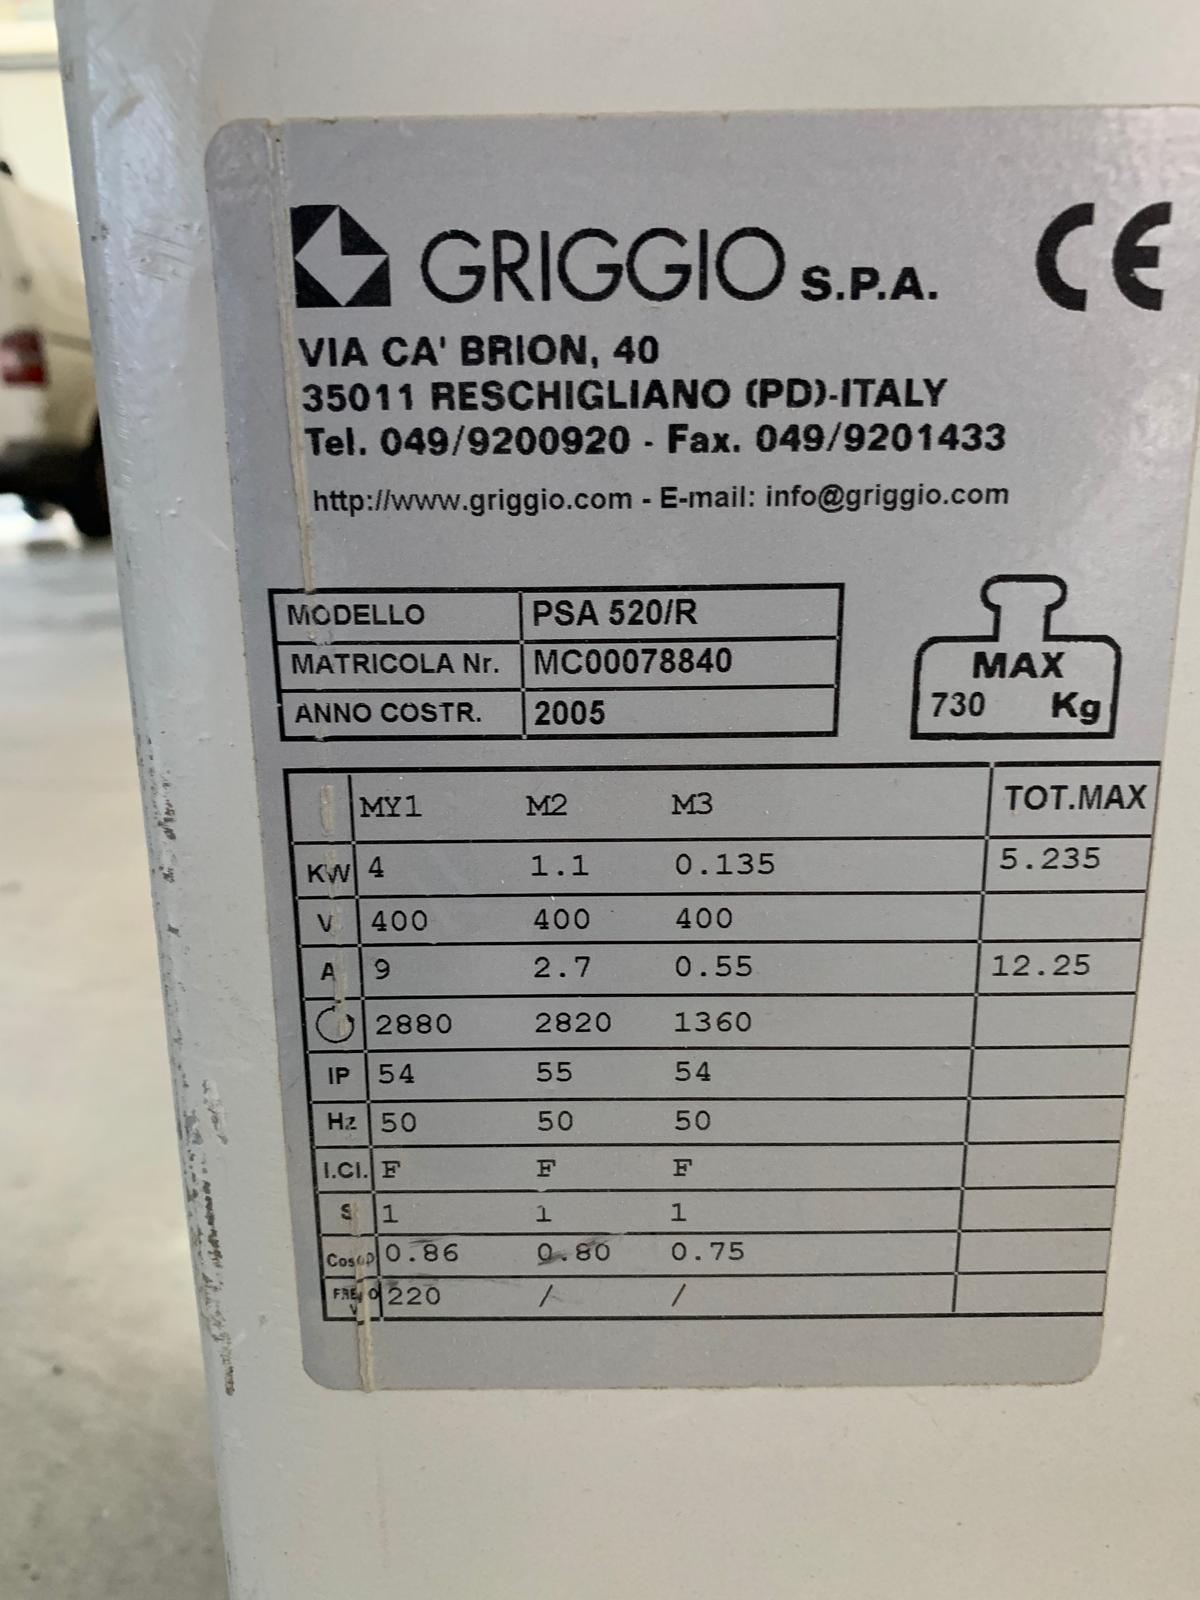 GRIGGIO S.P.A. CE
VIA CA' BRION, 40
35011 RESCHIGLIANO (PD)-ITALY
Tel. 049/9200920 - Fax. 049/9201433
http://www.griggio.com - E-mail: info@griggio.com
MODELLO PSA 520/R
MATRICOLA Nr. MC00078840
ANNO COSTR. 2005
MAX
730 Kg
MY1 M2 M3 TOT.MAX
KW 4 1.1 0.135 5.235
V 400 400 400
A 9 2.7 0.55 12.25
2880 2820 1360
IP 54 55 54
Hz 50 50 50
I.Cl. F F F
S 1 1 1
Cosφ 0.86 0.80 0.75
FRENO V 220 / /